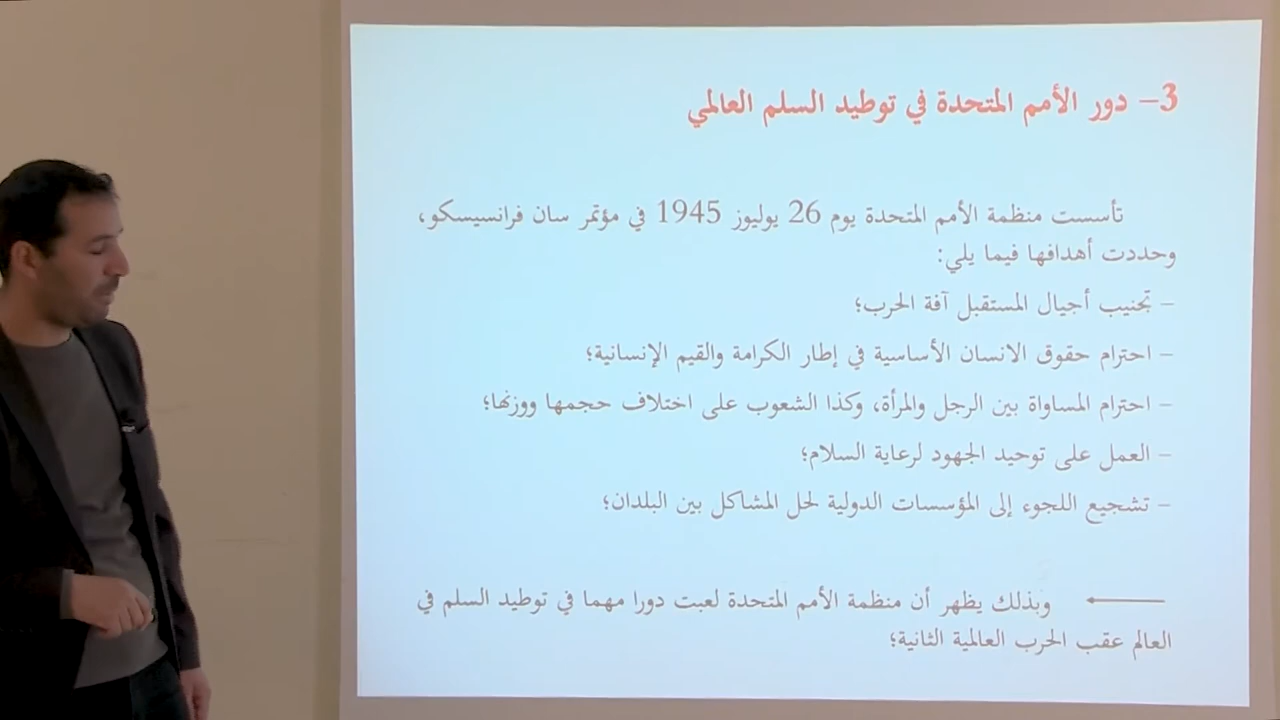 3– دور الأمم المتحدة في توطيد السلم العالمي
تأسست منظمة الأمم المتحدة يوم 26 يوليوز 1945 في مؤتمر سان فرانسيسكو،
وحددت أهدافها فيما يلي:
– تجنيب أجيال المستقبل آفة الحرب؛
– احترام حقوق الانسان الأساسية في إطار الكرامة والقيم الإنسانية؛
– احترام المساواة بين الرجل والمرأة، وكذا الشعوب على اختلاف حجمها ووزنها؛
– العمل على توحيد الجهود لرعاية السلام؛
– تشجيع اللجوء إلى المؤسسات الدولية لحل المشاكل بين البلدان؛
وبذلك يظهر أن منظمة الأمم المتحدة لعبت دورا مهما في توطيد السلم في
العالم عقب الحرب العالمية الثانية؛